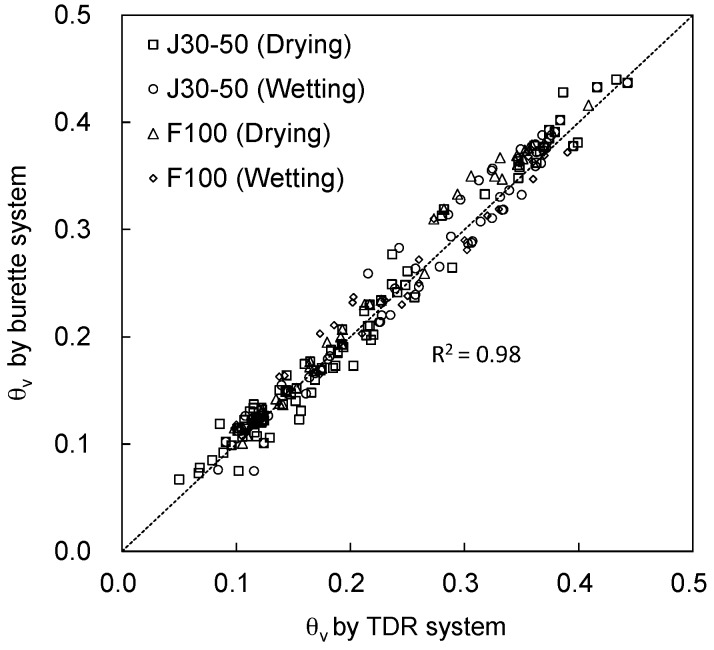 0.5
0.4
0.3
0.2
0.1
0.0
θv by burette system
J30-50 (Drying)
J30-50 (Wetting)
F100 (Drying)
F100 (Wetting)
R² = 0.98
0.0 0.1 0.2 0.3 0.4 0.5
θv by TDR system